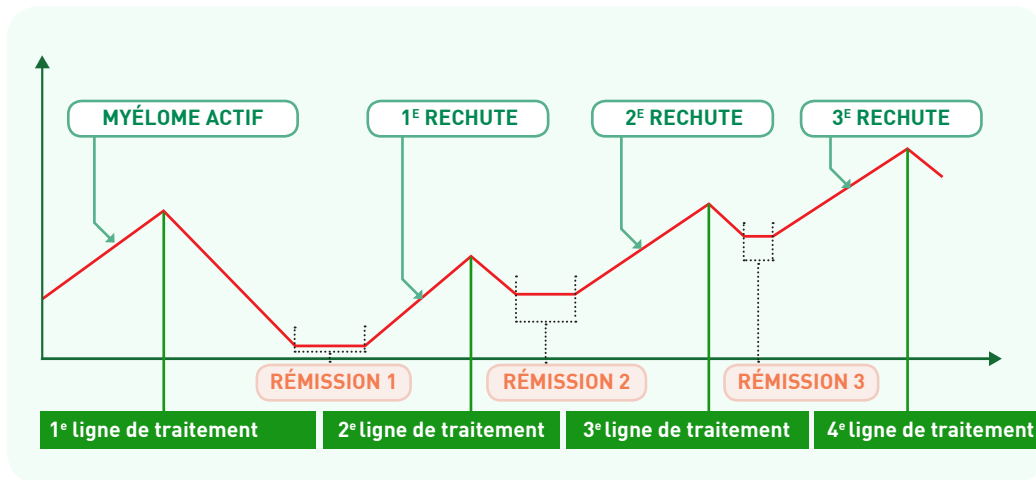 MYÉLOME ACTIF
1E RECHUTE
2E RECHUTE
3E RECHUTE
RÉMISSION 1
RÉMISSION 2
RÉMISSION 3
1e ligne de traitement
2e ligne de traitement
3e ligne de traitement
4e ligne de traitement